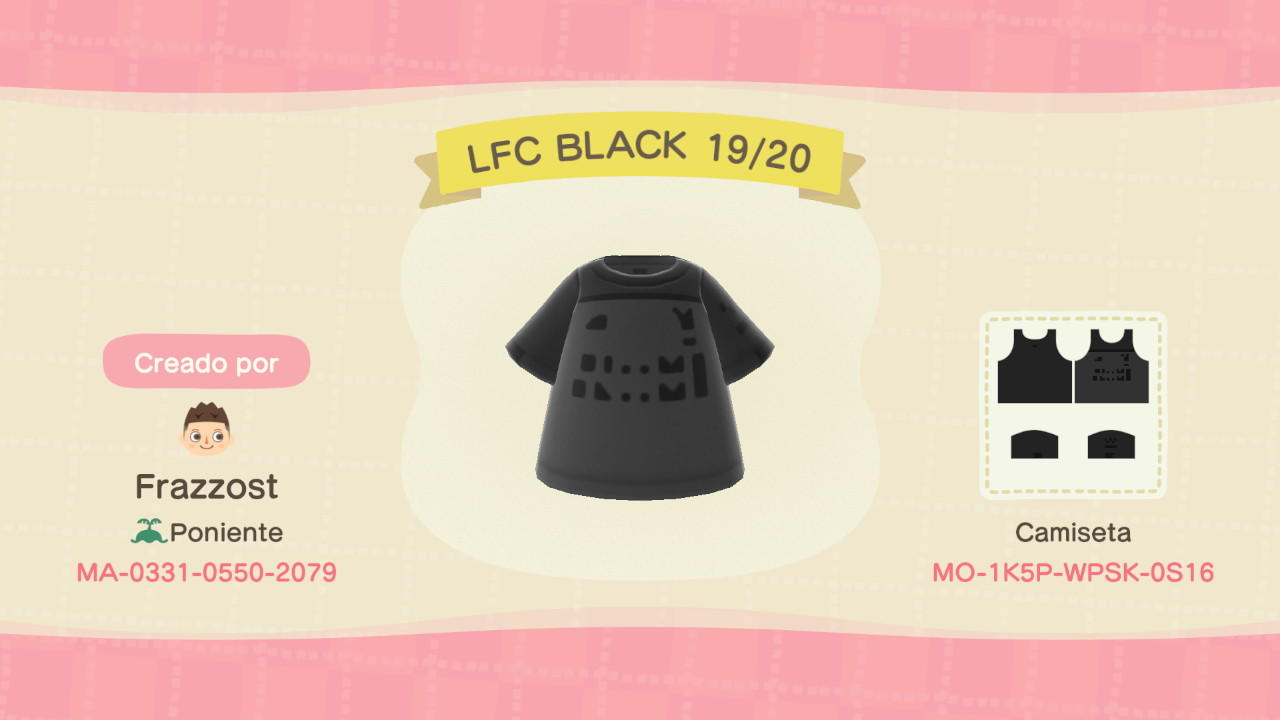 LFC BLACK 19/20
Creado por
Frazzost
Poniente
MA-0331-0550-2079
Camiseta
MO-1K5P-WPSK-0S16